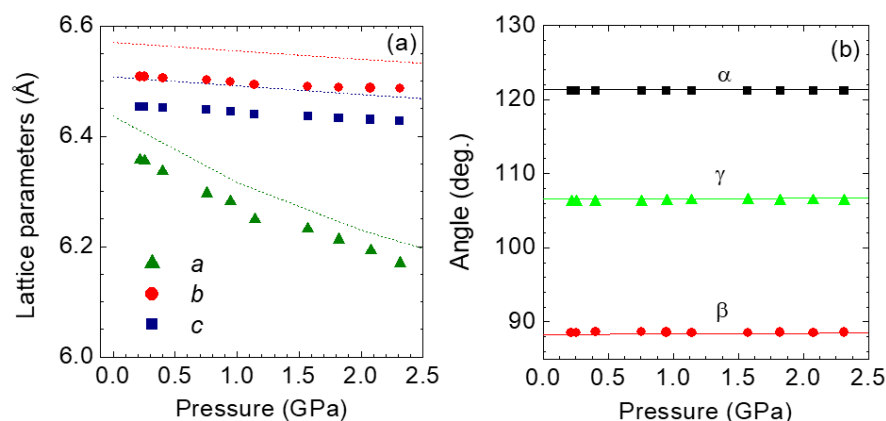 (a)
6.6
6.4
6.2
6.0
Lattice parameters (Å)
a
b
c
0.0 0.5 1.0 1.5 2.0 2.5
Pressure (GPa)
(b)
130
120
110
100
90
Angle (deg.)
α
γ
β
0.0 0.5 1.0 1.5 2.0 2.5
Pressure (GPa)